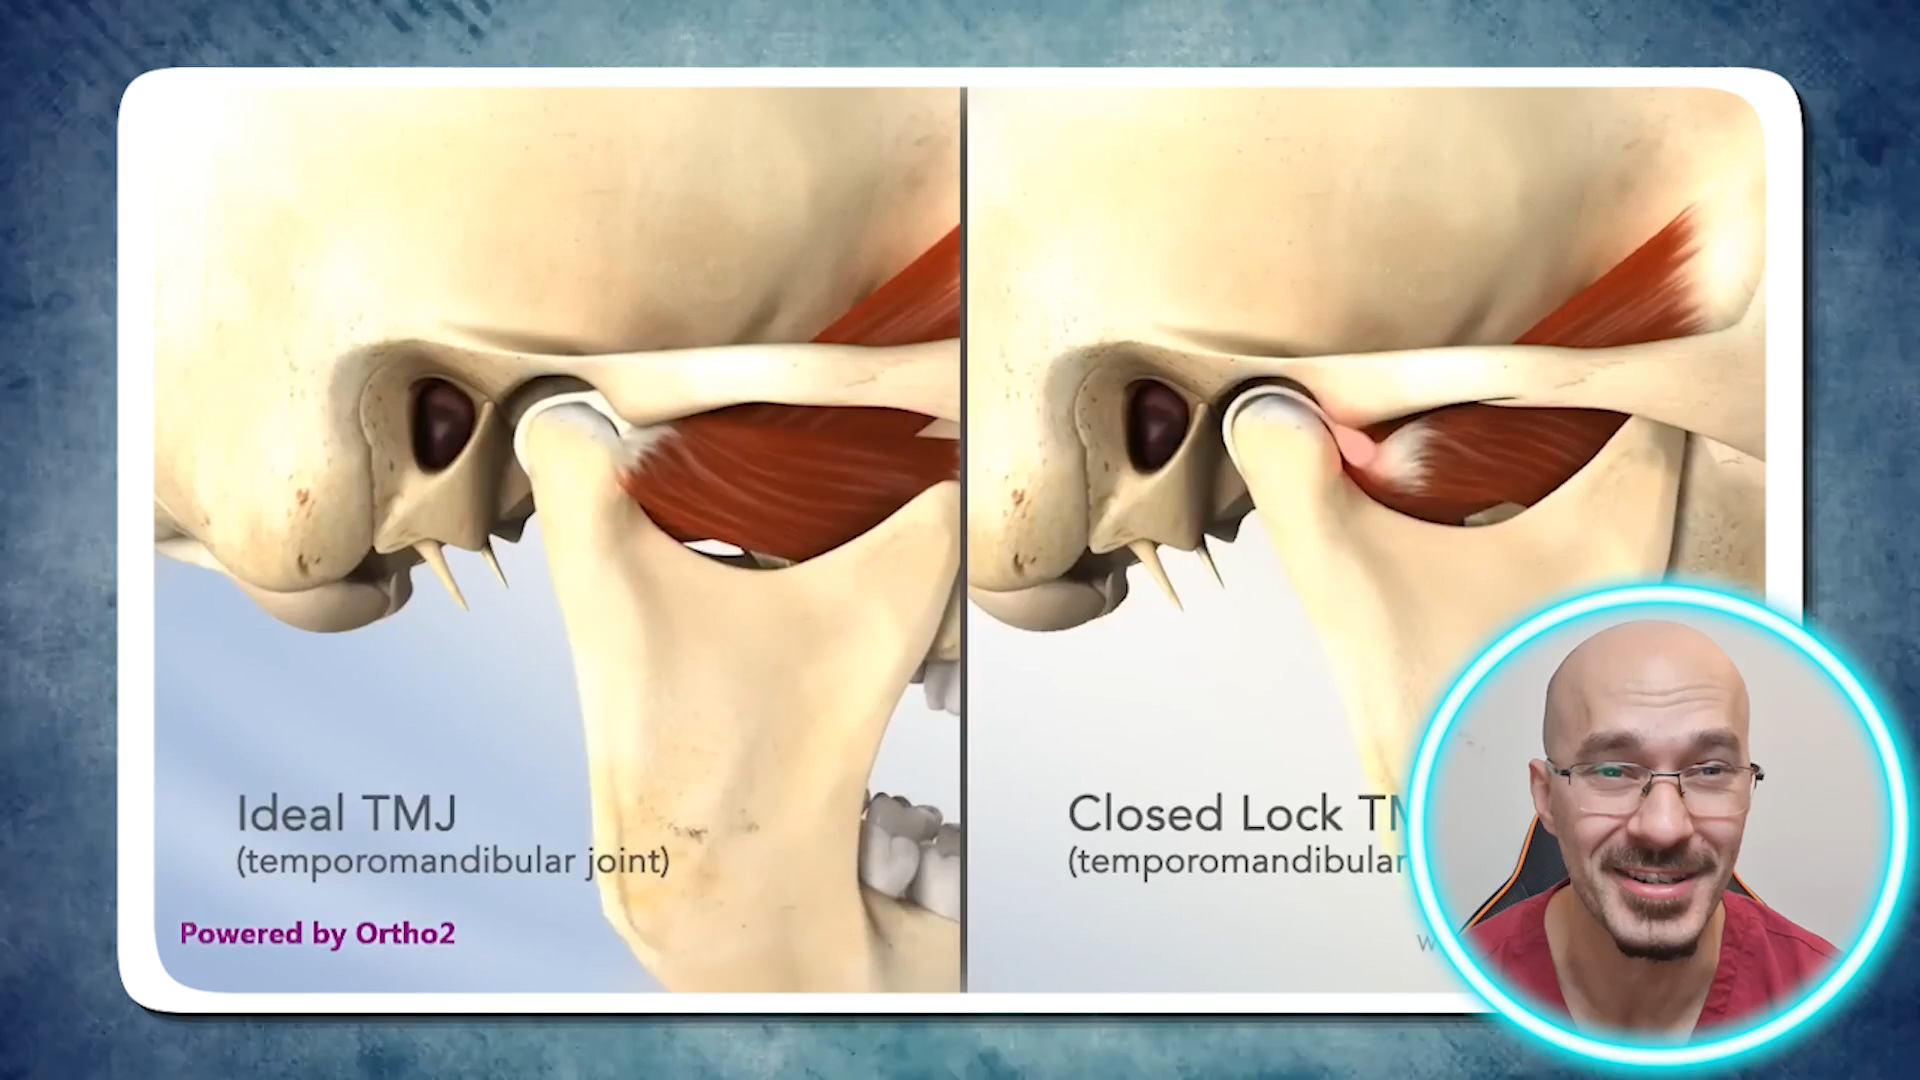 Ideal TMJ
(temporomandibular joint)
Powered by Ortho2
Closed Lock
(temporomandibular